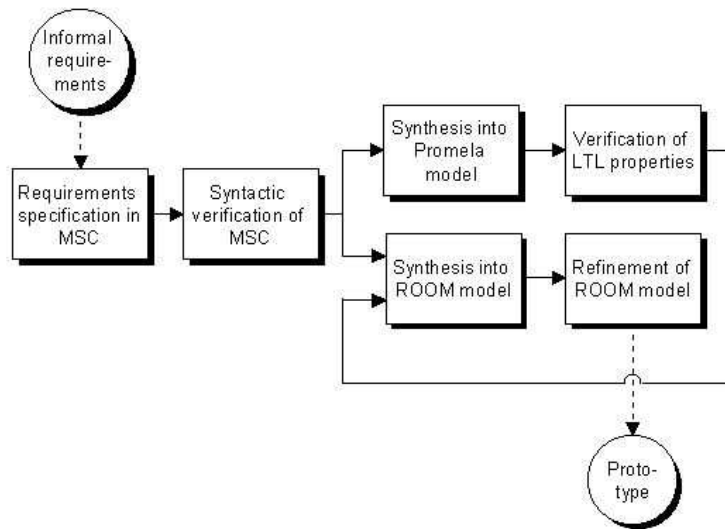 Informal
require-
ments
Requirements
specification in
MSC
Syntactic
verification of
MSC
Synthesis into
Promela
model
Verification of
LTL properties
Synthesis into
ROOM model
Refinement of
ROOM model
Proto-
type